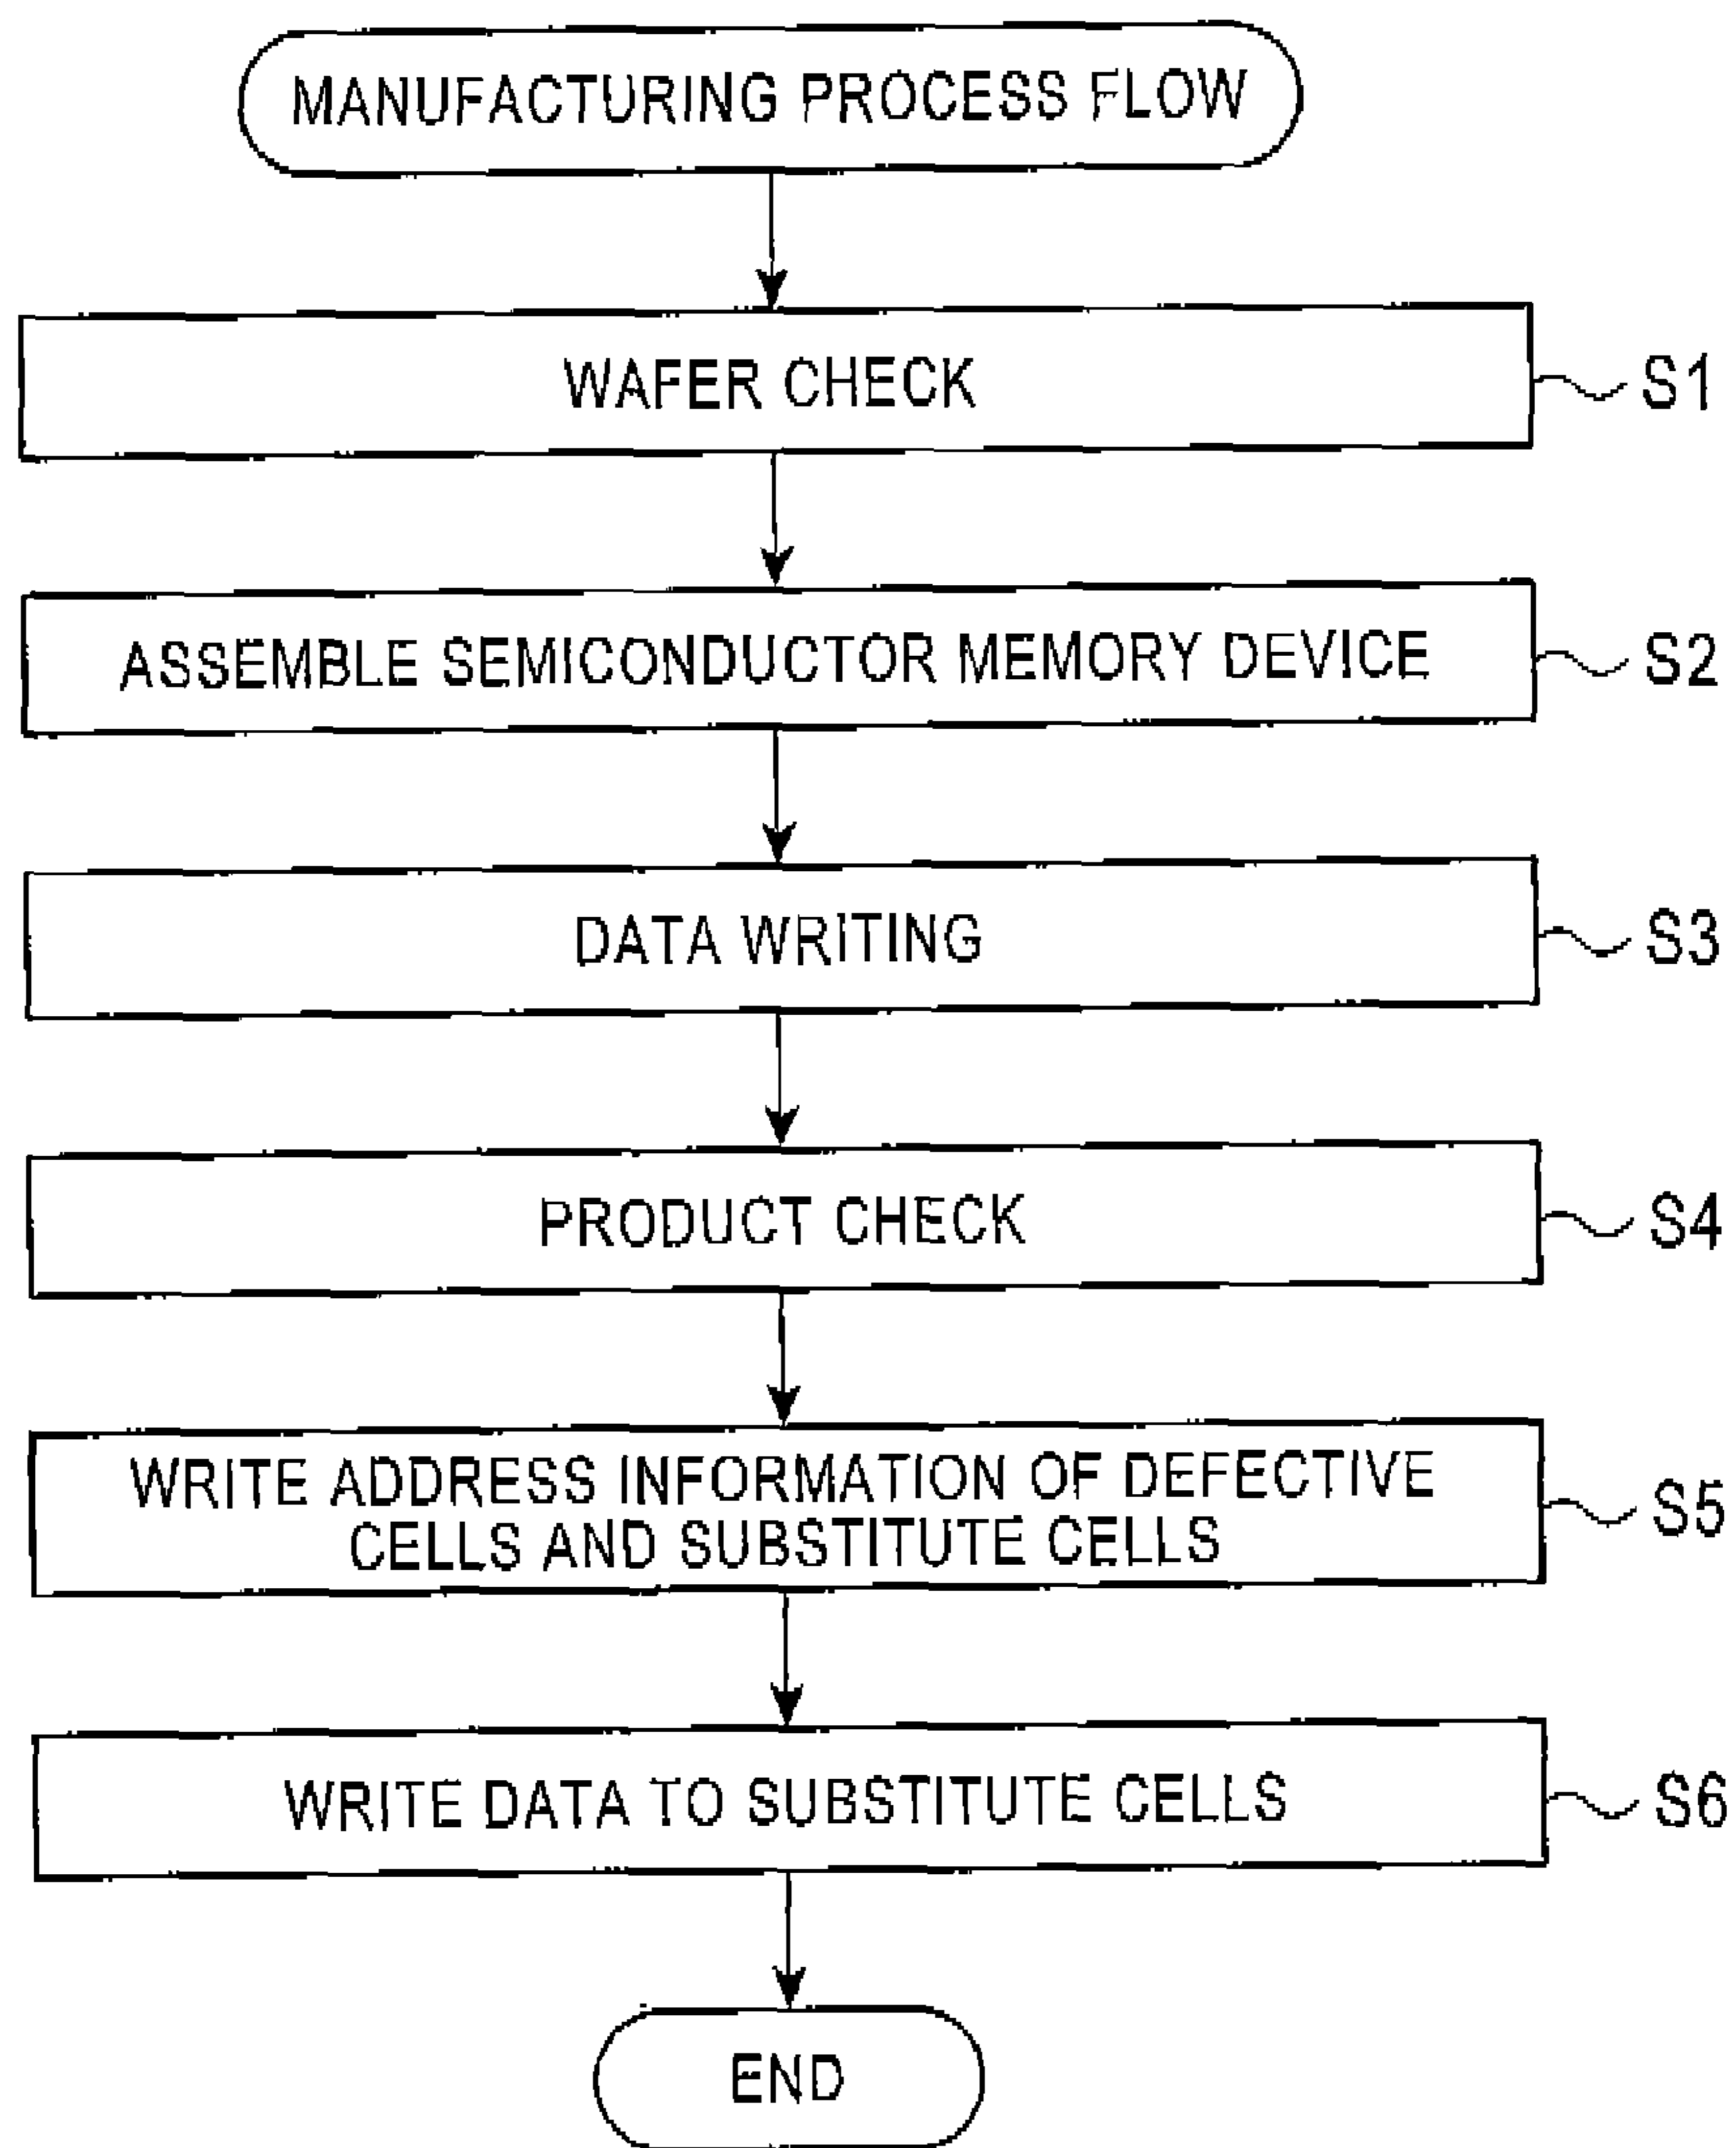 MANUFACTURING PROCESS FLOW
WAFER CHECK
S1
ASSEMBLE SEMICONDUCTOR MEMORY DEVICE
S2
DATA WRITING
S3
PRODUCT CHECK
S4
WRITE ADDRESS INFORMATION OF DEFECTIVE
CELLS AND SUBSTITUTE CELLS
S5
WRITE DATA TO SUBSTITUTE CELLS
S6
END